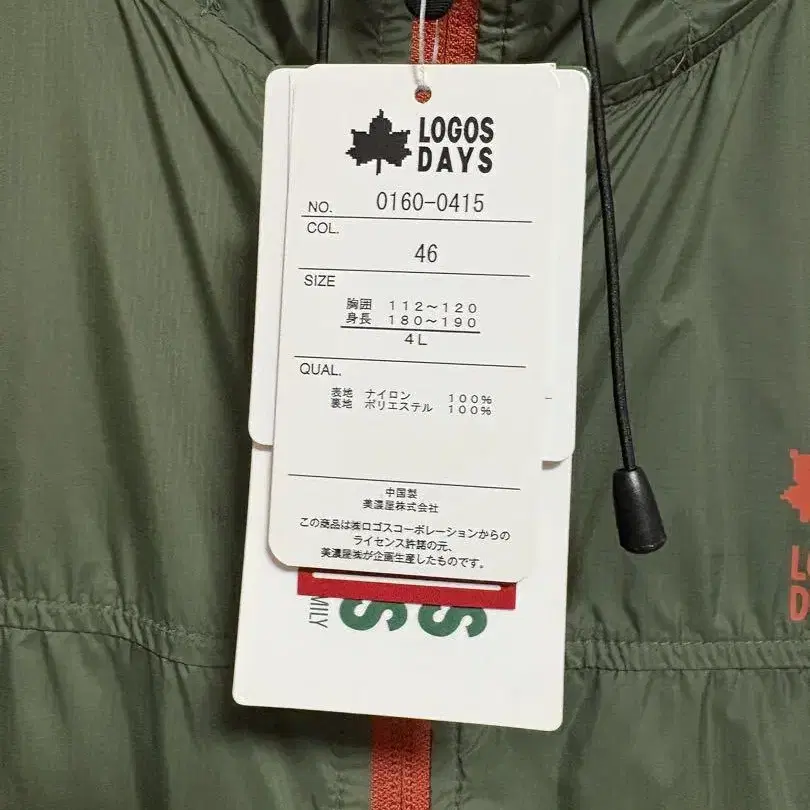 LOGOS
DAYS
NO. 0160-0415
COL.
46
SIZE
胸囲 112～120
身長 180～190
4L
QUAL.
表地 ナイロン 100%
裏地 ポリエステル 100%
中国製
美濃屋株式会社
この商品は㈱ロゴスコーポレーションからの
ライセンス許諾の元、
美濃屋㈱が企画生産したものです。